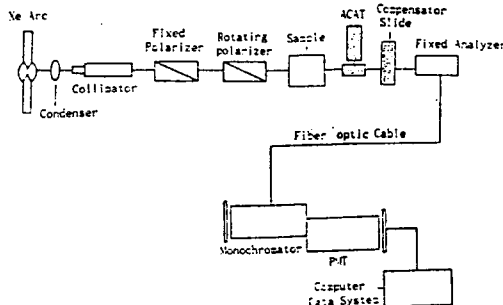 Xe Arc
Condenser
Collimator
Fixed
Polarizer
Rotating
polarizer
Sample
ACAT
Compensator
Slide
Fixed Analyzer
Fiber optic Cable
Monochromator
PMT
Computer
Data System